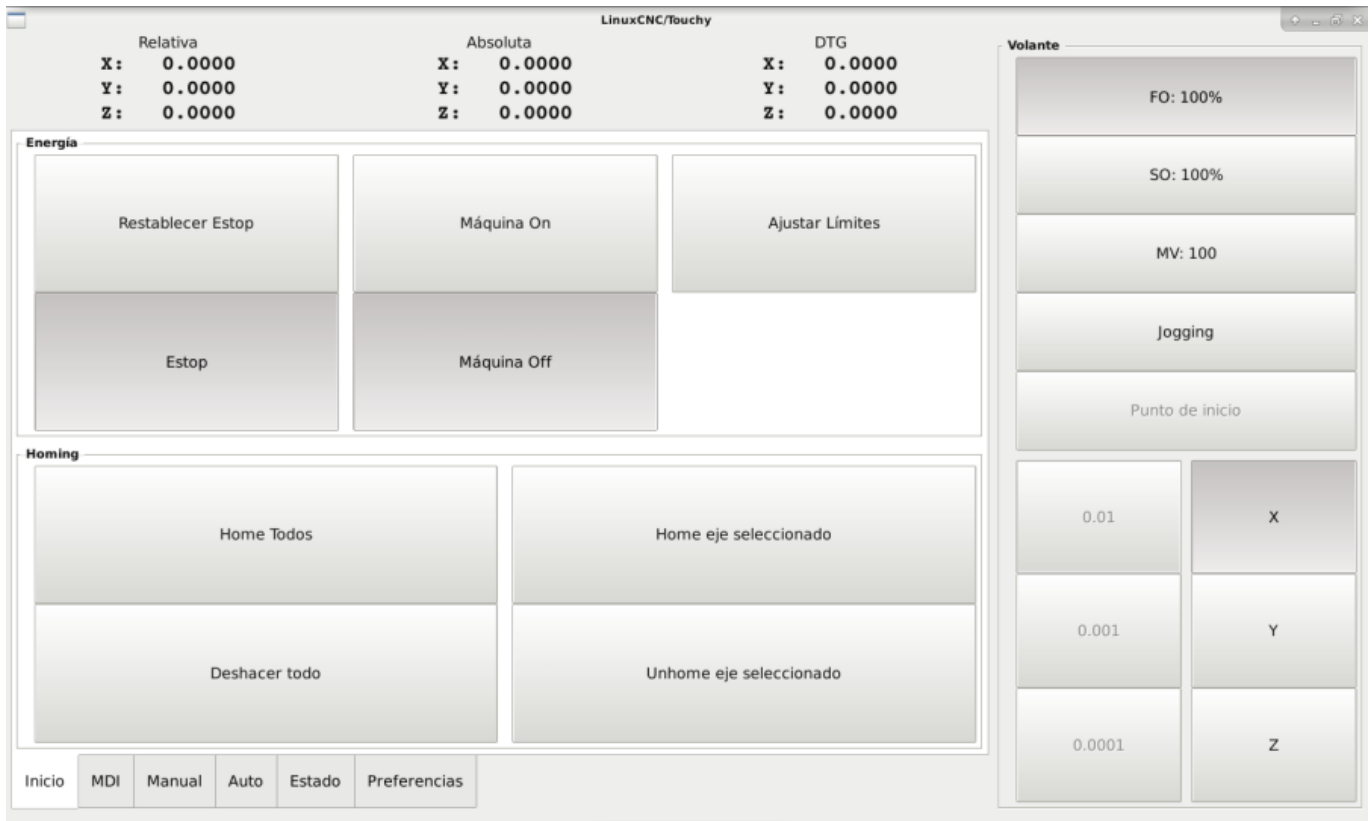 LinuxCNC/Touchy
Relativa
X: 0.0000
Y: 0.0000
Z: 0.0000
Absoluta
X: 0.0000
Y: 0.0000
Z: 0.0000
DTG
X: 0.0000
Y: 0.0000
Z: 0.0000
Energía
Restablecer Estop
Máquina On
Ajustar Límites
Estop
Máquina Off
Homing
Home Todos
Home eje seleccionado
Deshacer todo
Unhome eje seleccionado
Inicio
MDI
Manual
Auto
Estado
Preferencias
Volante
FO: 100%
SO: 100%
MV: 100
Jogging
Punto de inicio
0.01
X
0.001
Y
0.0001
Z